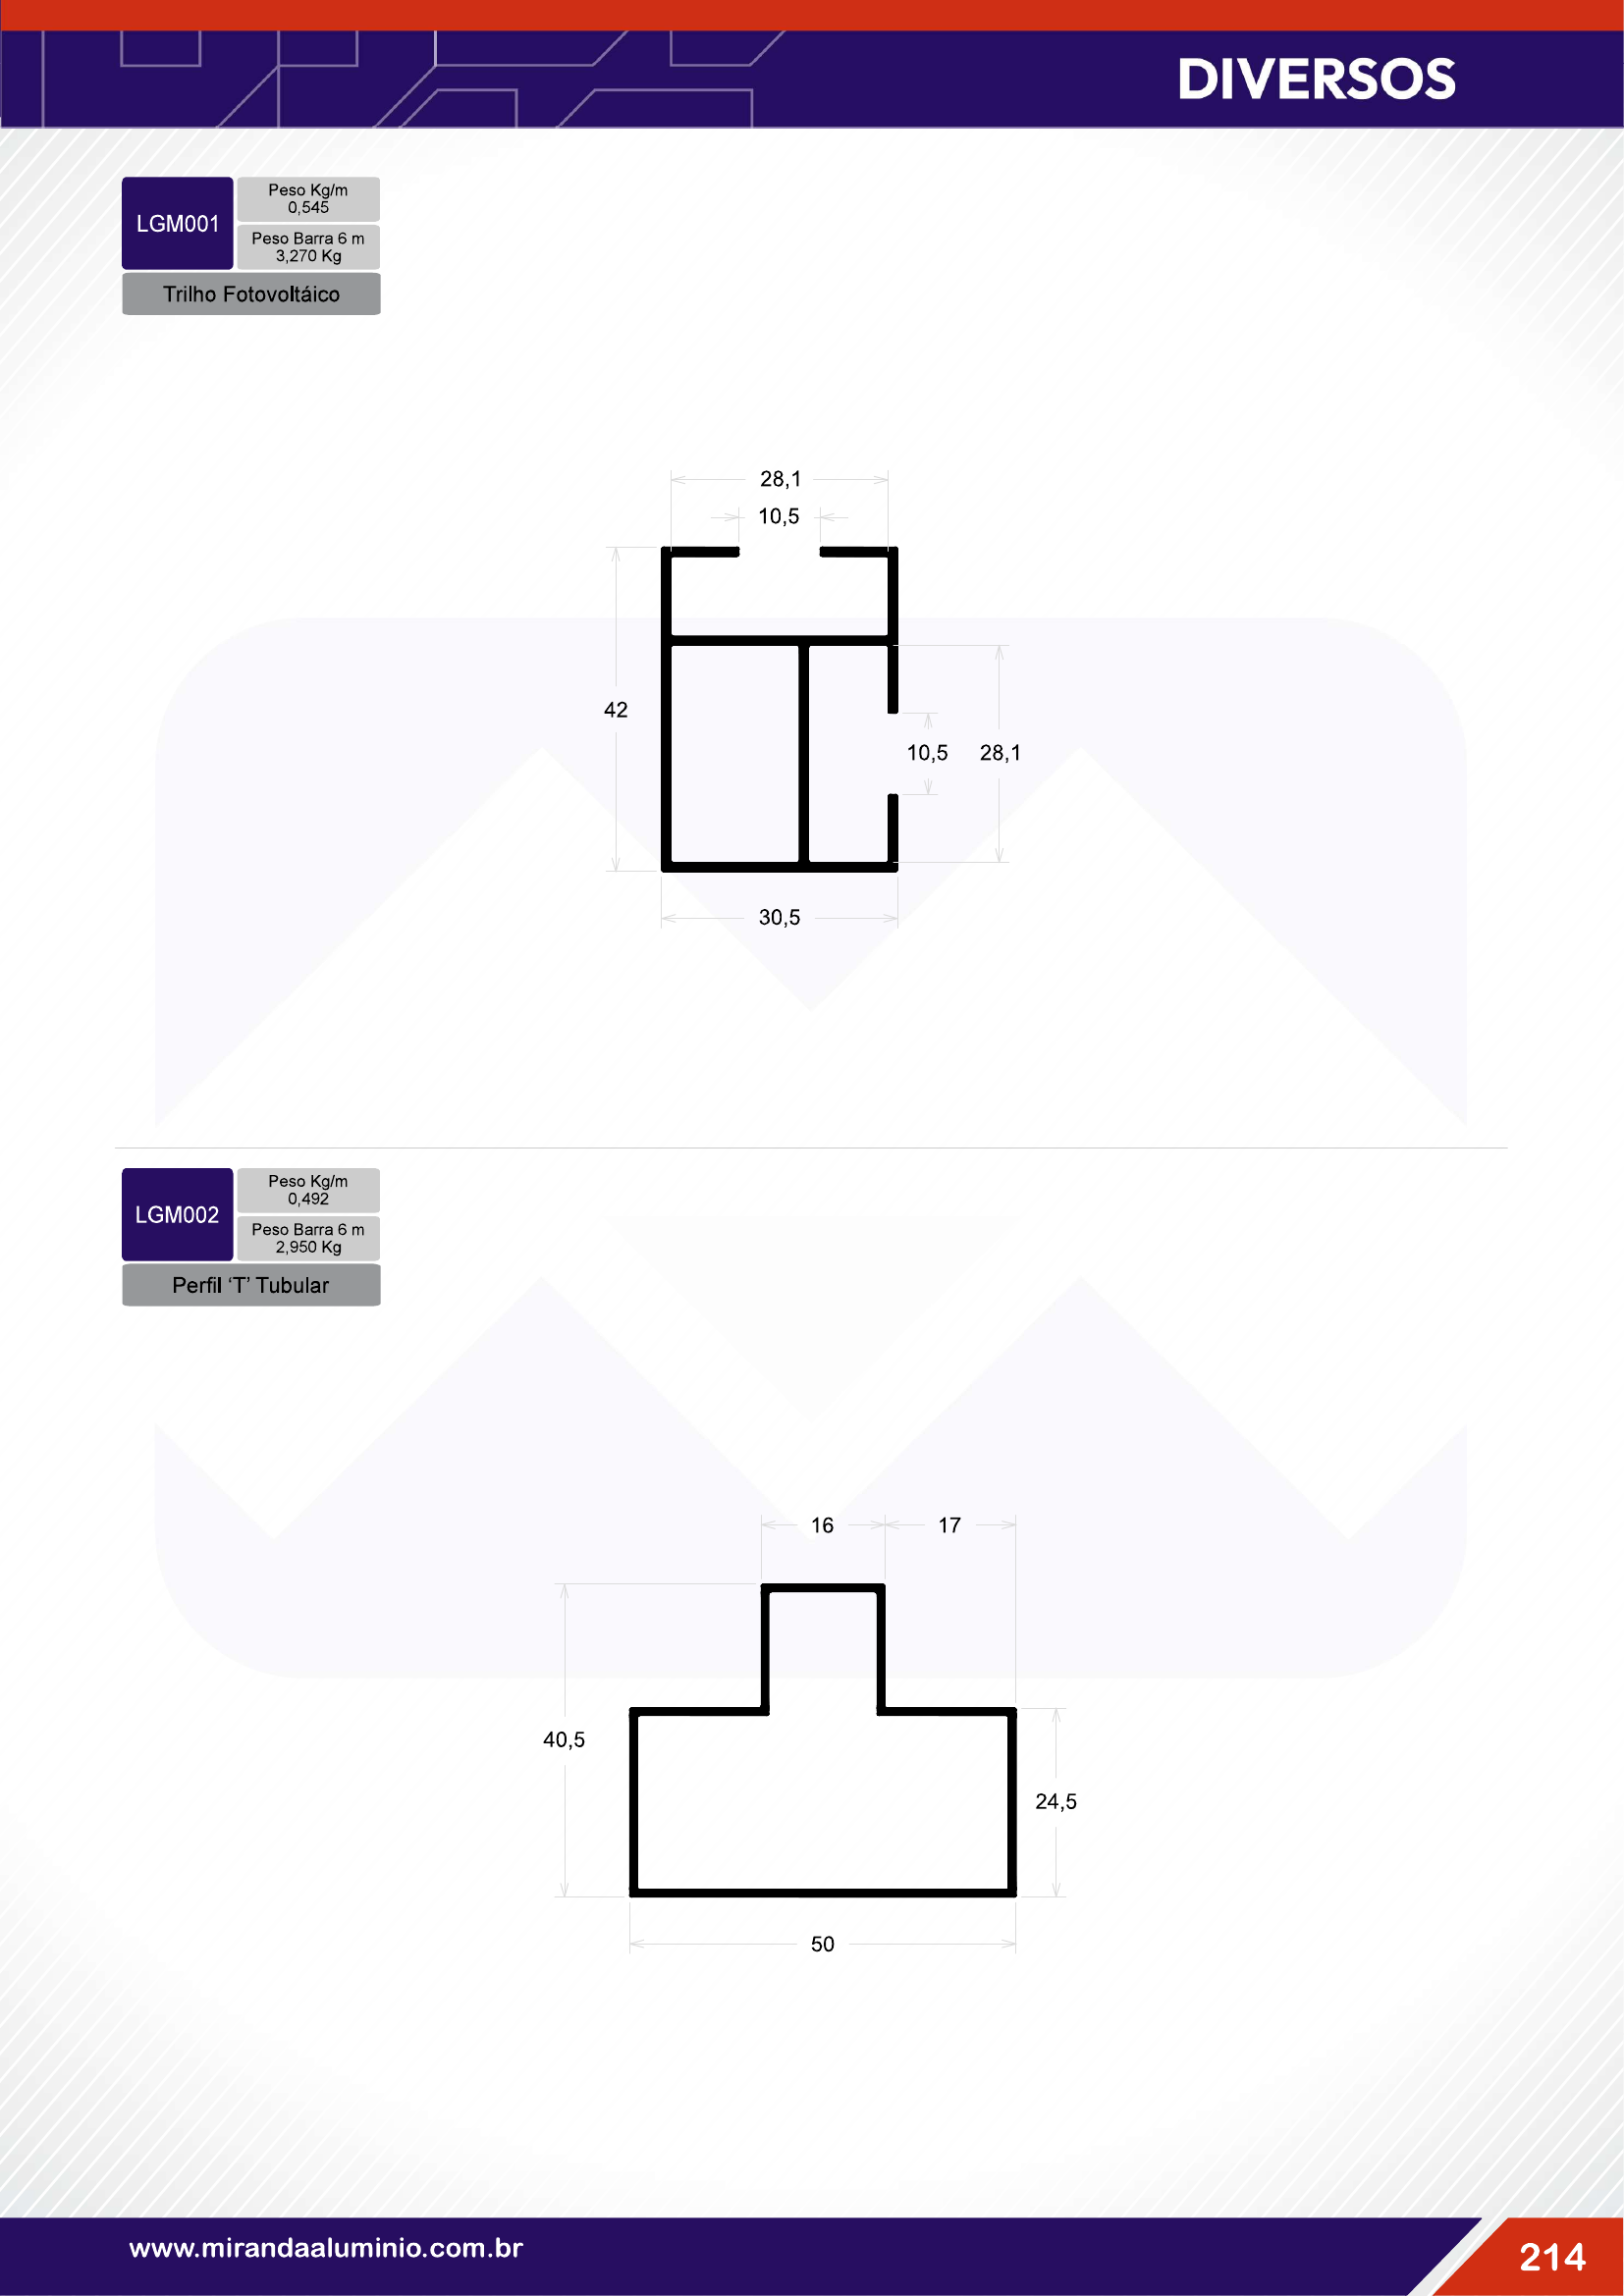 DIVERSOS
LGM001
Peso Kg/m
0,545
Peso Barra 6 m
3,270 Kg
Trilho Fotovoltáico
28,1
10,5
42
10,5
28,1
30,5
LGM002
Peso Kg/m
0,492
Peso Barra 6 m
2,950 Kg
Perfil ‘T’ Tubular
16
17
40,5
24,5
50
www.mirandaaluminio.com.br
214